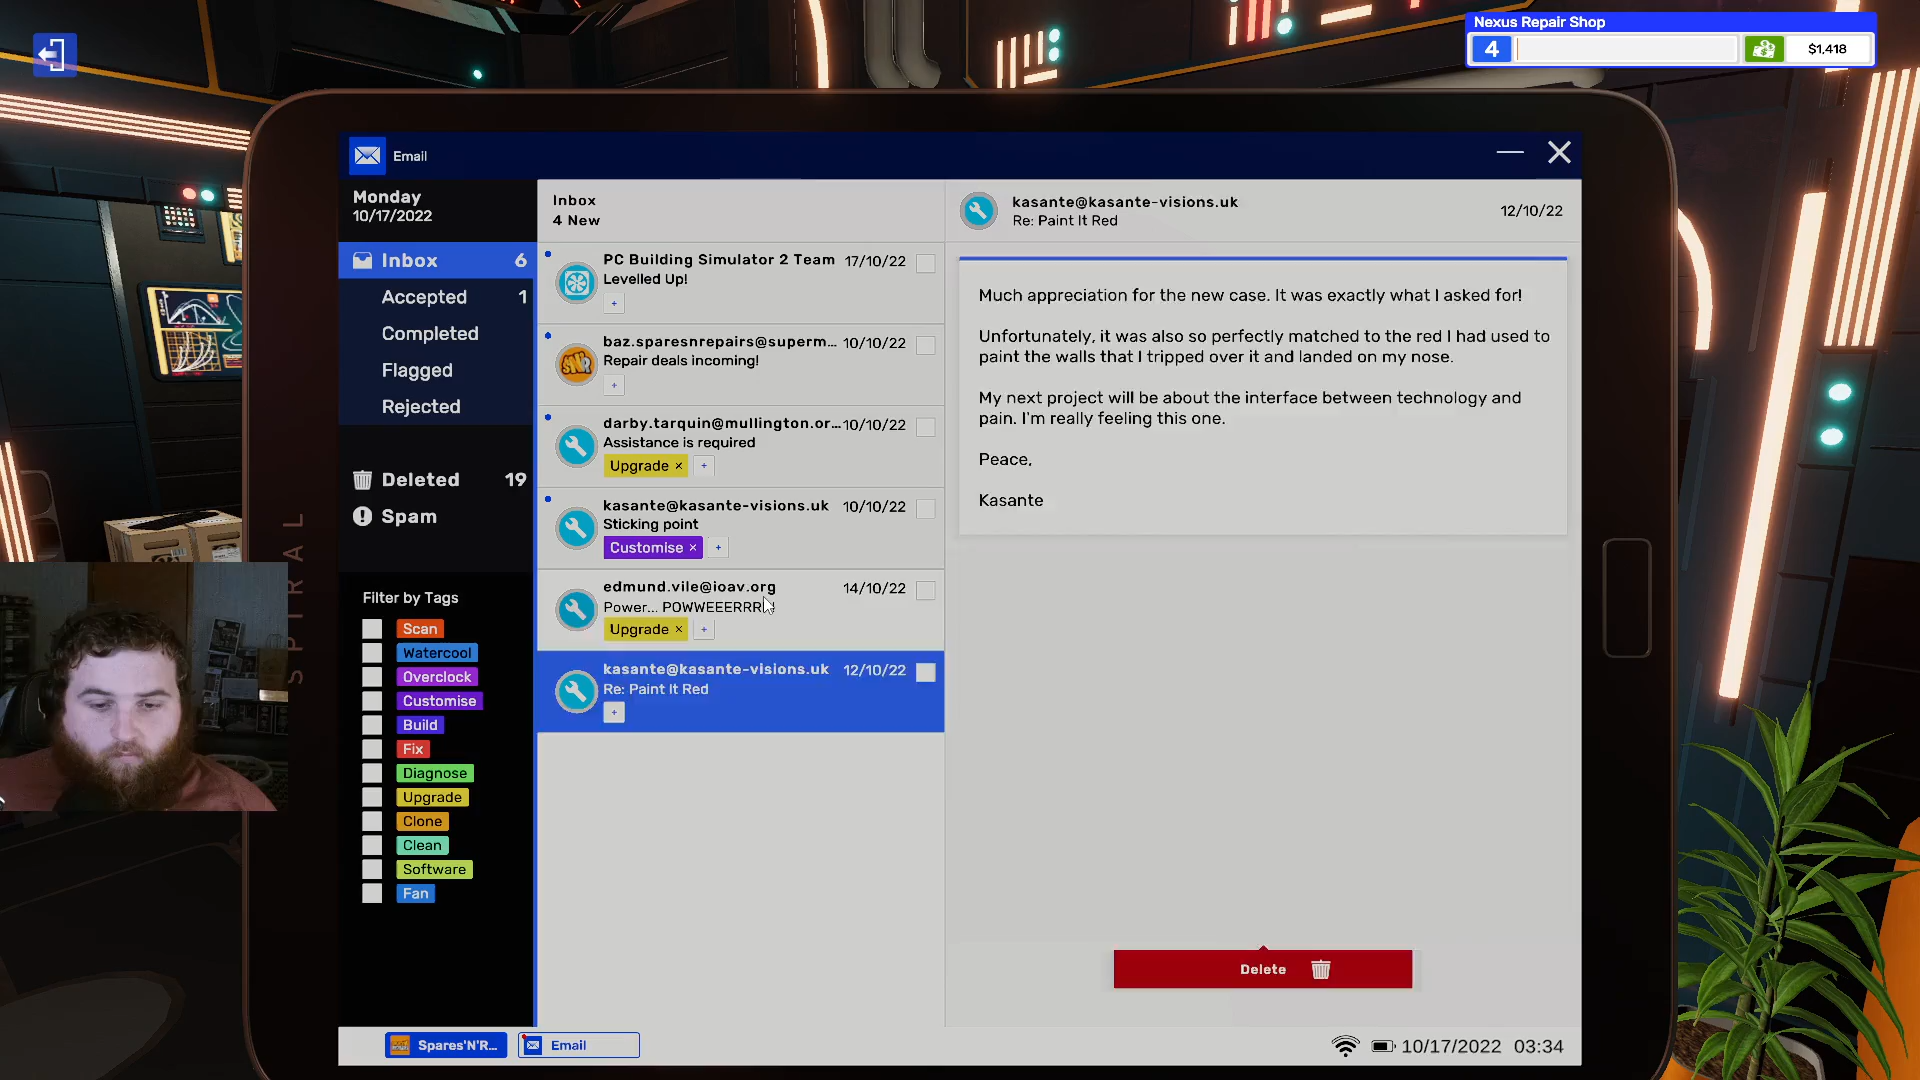 Nexus Repair Shop
4
$1,418
Email
Monday
10/17/2022
Inbox 6
Accepted 1
Completed
Flagged
Rejected
Deleted 19
Spam
Filter by Tags
Scan
Watercool
Overclock
Customise
Build
Fix
Diagnose
Upgrade
Clone
Clean
Software
Fan
Inbox
4 New
PC Building Simulator 2 Team 17/10/22
Levelled Up!
+
baz.sparesnrepairs@superm... 10/10/22
SNR
Repair deals incoming!
+
darby.tarquin@mullington.or... 10/10/22
Assistance is required
Upgrade × +
kasante@kasante-visions.uk 10/10/22
Sticking point
Customise × +
edmund.vile@ioav.org 14/10/22
Upgrade × +
kasante@kasante-visions.uk 12/10/22
Re: Paint It Red
+
kasante@kasante-visions.uk
Re: Paint It Red
12/10/22
Much appreciation for the new case. It was exactly what I asked for!
Unfortunately, it was also so perfectly matched to the red I had used to
paint the walls that I tripped over it and landed on my nose.
My next project will be about the interface between technology and
pain. I'm really feeling this one.
Peace,
Kasante
Delete
SPIRAL
Spares'N'R...
Email
10/17/2022 03:34